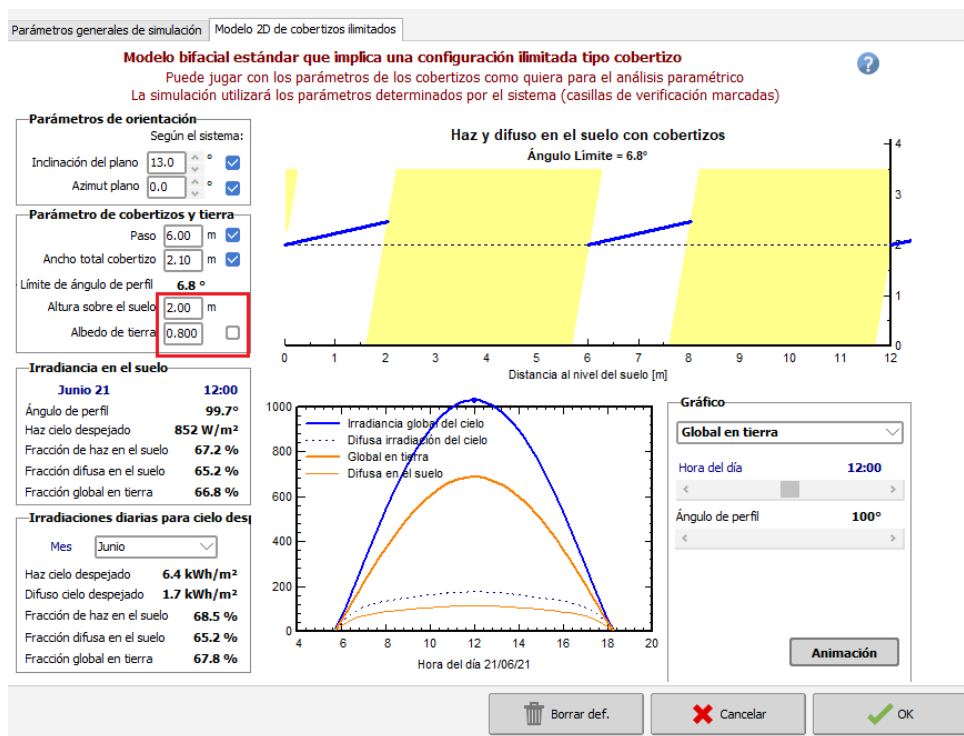 Parámetros generales de simulación
Modelo 2D de cobertizos ilimitados
Modelo bifacial estándar que implica una configuración ilimitada tipo cobertizo
Puede jugar con los parámetros de los cobertizos como quiera para el análisis paramétrico
La simulación utilizará los parámetros determinados por el sistema (casillas de verificación marcadas)
?
Parámetros de orientación
Según el sistema:
Inclinación del plano 13.0 °
Azimut plano 0.0 °
Parámetro de cobertizos y tierra
Paso 6.00 m
Ancho total cobertizo 2.10 m
Límite de ángulo de perfil 6.8 °
Altura sobre el suelo 2.00 m
Albedo de tierra 0.800
Irradiancia en el suelo
Junio 21 12:00
Ángulo de perfil 99.7°
Haz cielo despejado 852 W/m²
Fracción de haz en el suelo 67.2 %
Fracción difusa en el suelo 65.2 %
Fracción global en tierra 66.8 %
Irradiaciones diarias para cielo des
Mes Junio
Haz cielo despejado 6.4 kWh/m²
Difuso cielo despejado 1.7 kWh/m²
Fracción de haz en el suelo 68.5 %
Fracción difusa en el suelo 65.2 %
Fracción global en tierra 67.8 %
Haz y difuso en el suelo con cobertizos
Ángulo Límite = 6.8°
4
3
2
1
0
0 1 2 3 4 5 6 7 8 9 10 11 12
Distancia al nivel del suelo [m]
1000
800
600
400
200
0
Irradiancia global del cielo
Difusa irradiación del cielo
Global en tierra
Difusa en el suelo
4 6 8 10 12 14 16 18 20
Hora del día 21/06/21
Gráfico
Global en tierra
Hora del día 12:00
Ángulo de perfil 100°
Animación
Borrar def.
Cancelar
OK